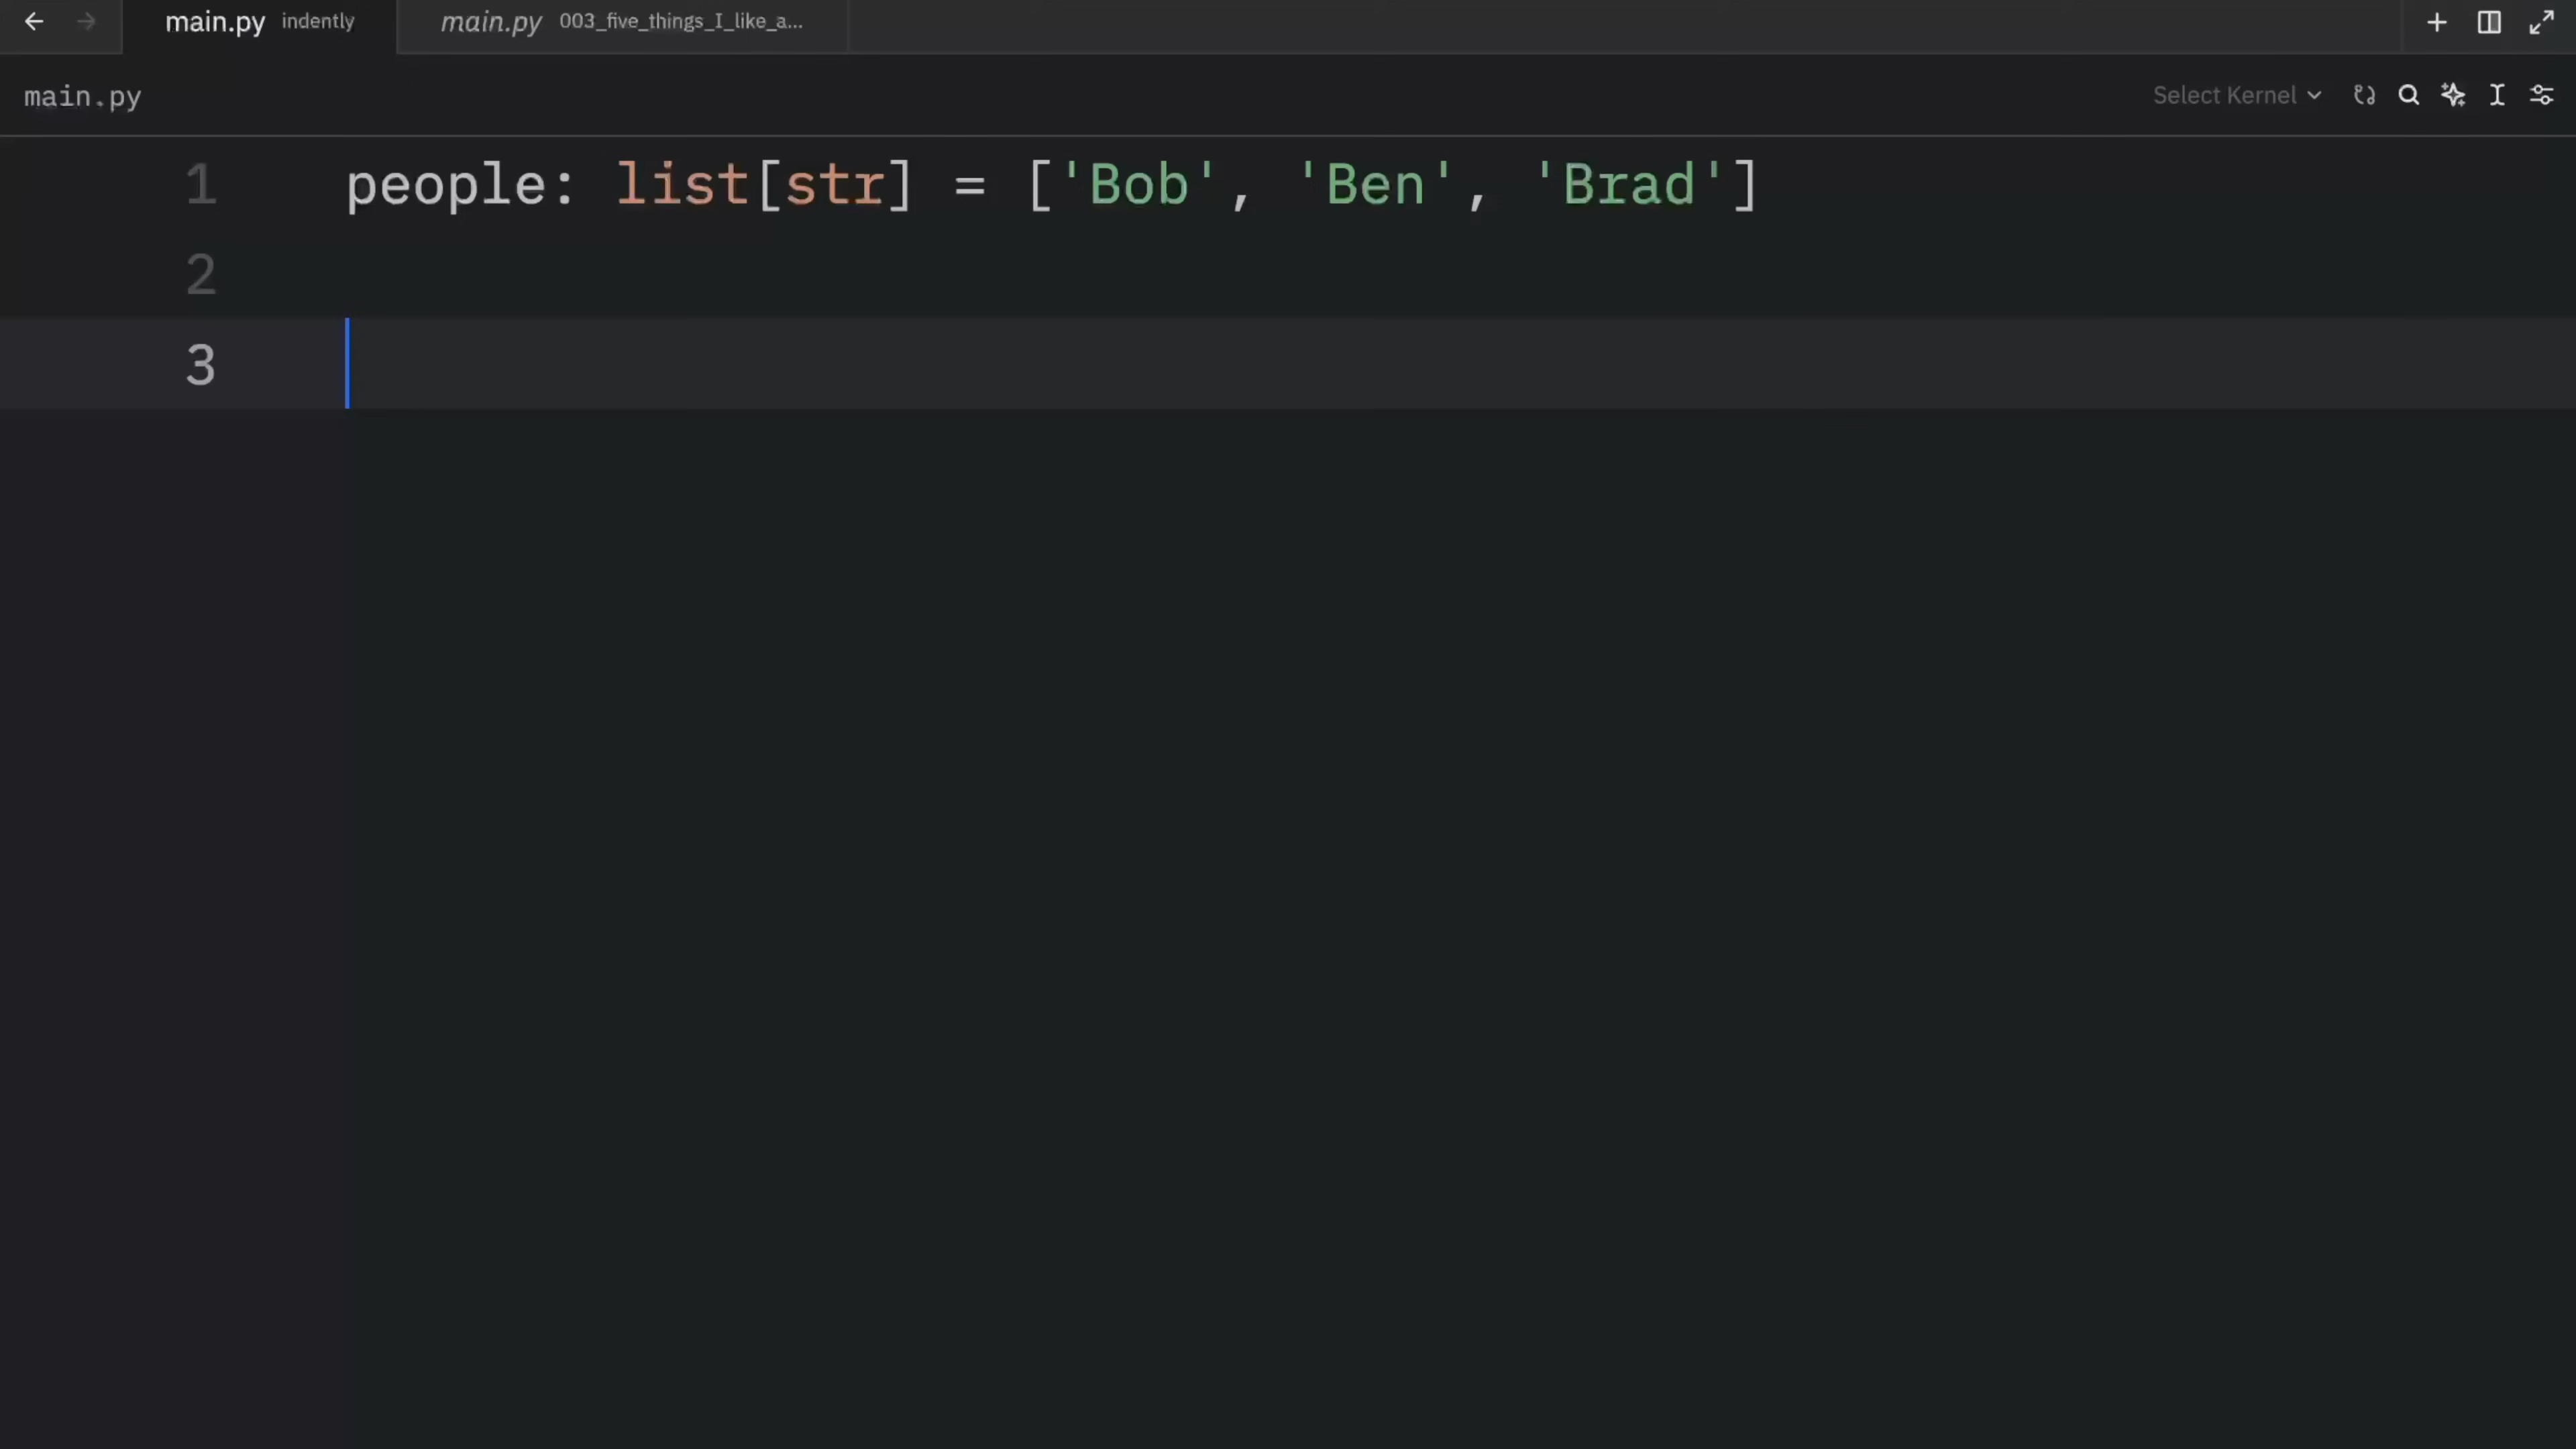 main.py indently main.py 003_five_things_I_like_a...
main.py Select Kernel
1 people: list[str] = ['Bob', 'Ben', 'Brad']
2
3